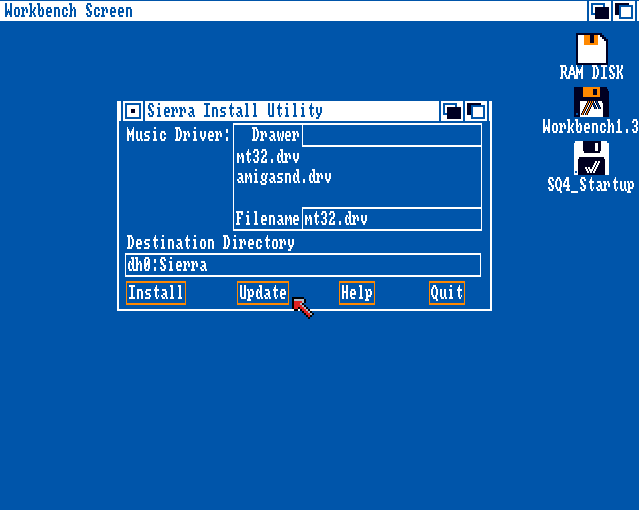 Workbench Screen
RAM DISK
Workbench1.3
SQ4_Startup
Sierra Install Utility
Music Driver: Drawer
mt32.drv
amigasnd.drv
Filename mt32.drv
Destination Directory
dh0:Sierra
Install Update Help Quit